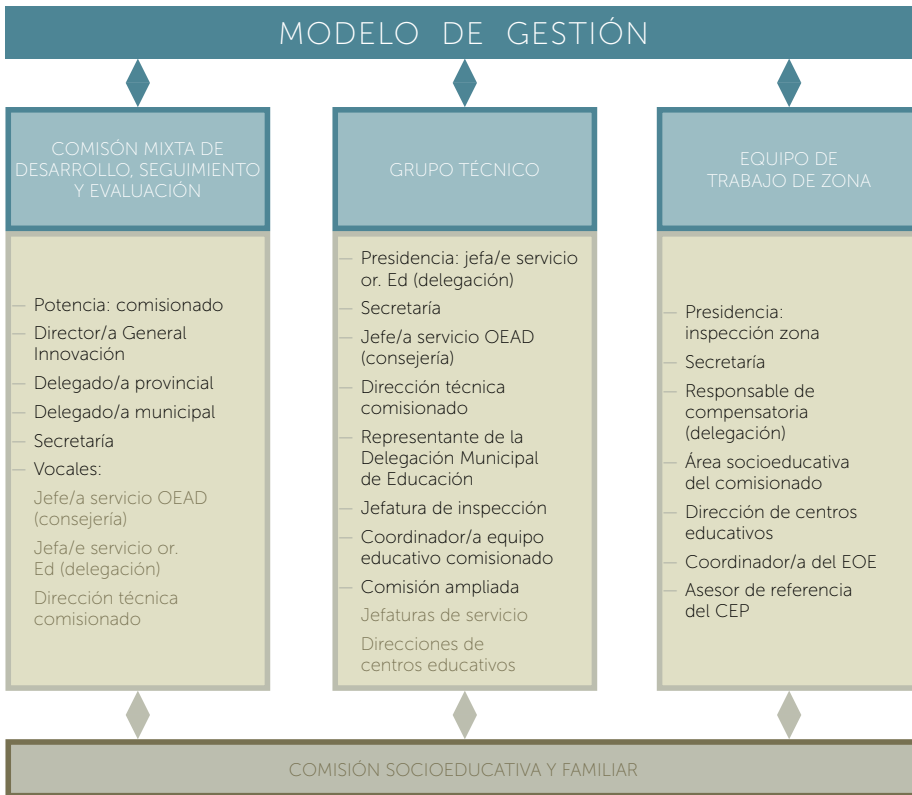 MODELO DE GESTIÓN
COMISÓN MIXTA DE
DESARROLLO, SEGUIMIENTO
Y EVALUACIÓN
— Potencia: comisionado
— Director/a General
Innovación
— Delegado/a provincial
— Delegado/a municipal
— Secretaría
— Vocales:
Jefe/a servicio OEAD
(consejería)
Jefa/e servicio or.
Ed (delegación)
Dirección técnica
comisionado
GRUPO TÉCNICO
— Presidencia: jefa/e servicio
or. Ed (delegación)
— Secretaría
— Jefe/a servicio OEAD
(consejería)
— Dirección técnica
comisionado
— Representante de la
Delegación Municipal
de Educación
— Jefatura de inspección
— Coordinador/a equipo
educativo comisionado
— Comisión ampliada
Jefaturas de servicio
Direcciones de
centros educativos
EQUIPO DE
TRABAJO DE ZONA
— Presidencia:
inspección zona
— Secretaría
— Responsable de
compensatoria
(delegación)
— Área socioeducativa
del comisionado
— Dirección de centros
educativos
— Coordinador/a del EOE
— Asesor de referencia
del CEP
COMISIÓN SOCIOEDUCATIVA Y FAMILIAR